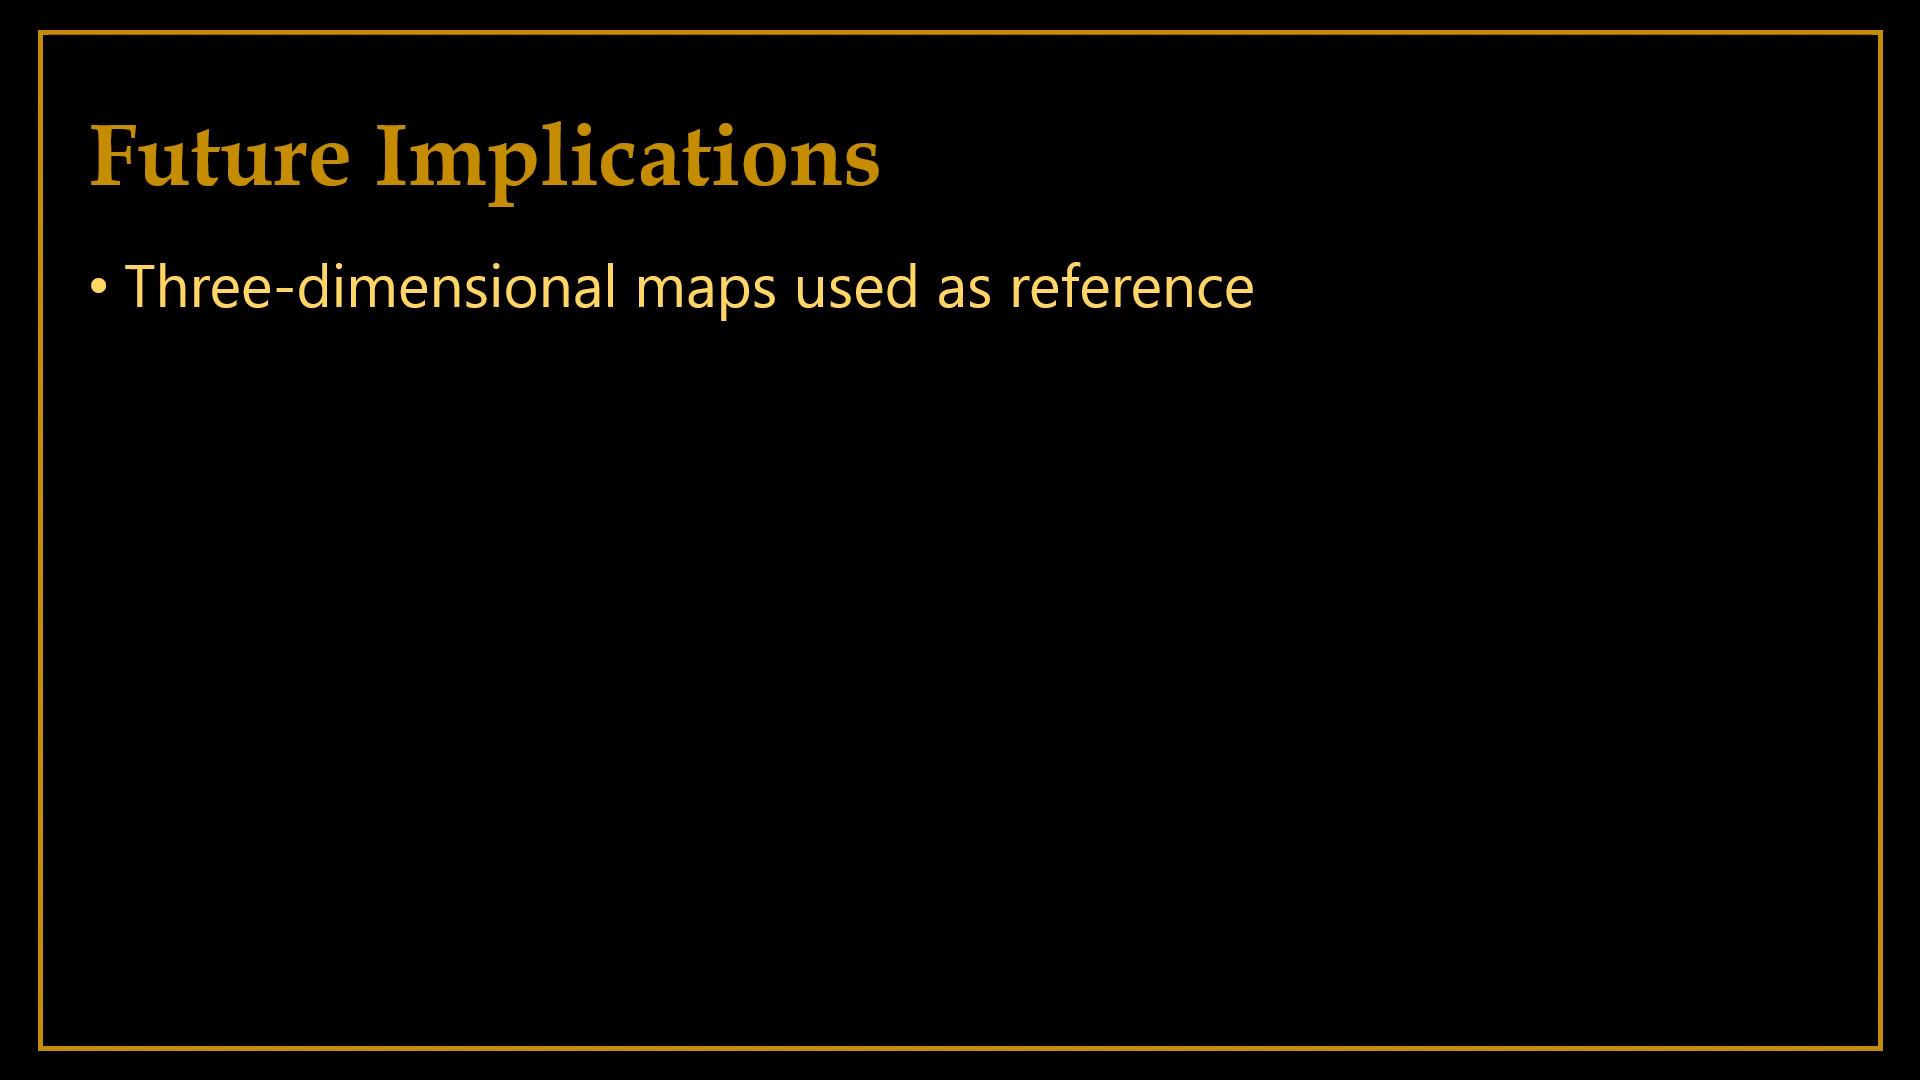 Future Implications
• Three-dimensional maps used as reference